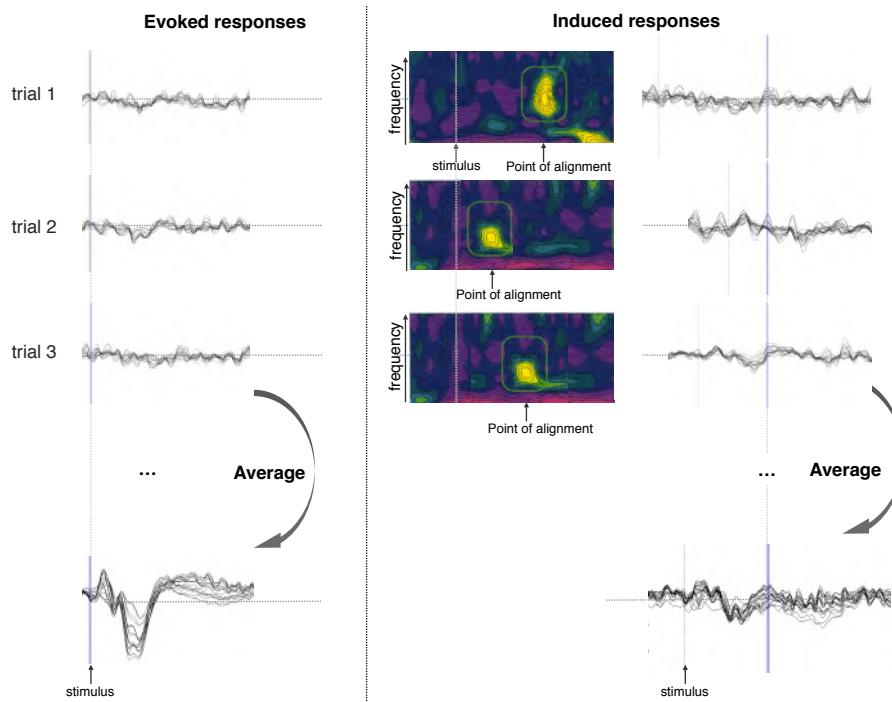 Evoked responses
Induced responses
trial 1
frequency
stimulus
Point of alignment
trial 2
frequency
Point of alignment
trial 3
frequency
Point of alignment
...
Average
...
Average
stimulus
stimulus